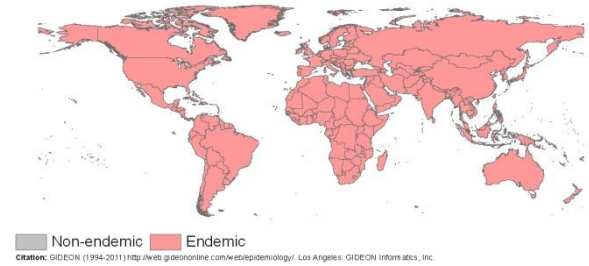 Non-endemic Endemic
Citation: GIDEON (1994-2011) http://web.gideononline.com/web/epidemiology/. Los Angeles: GIDEON Informatics, Inc.